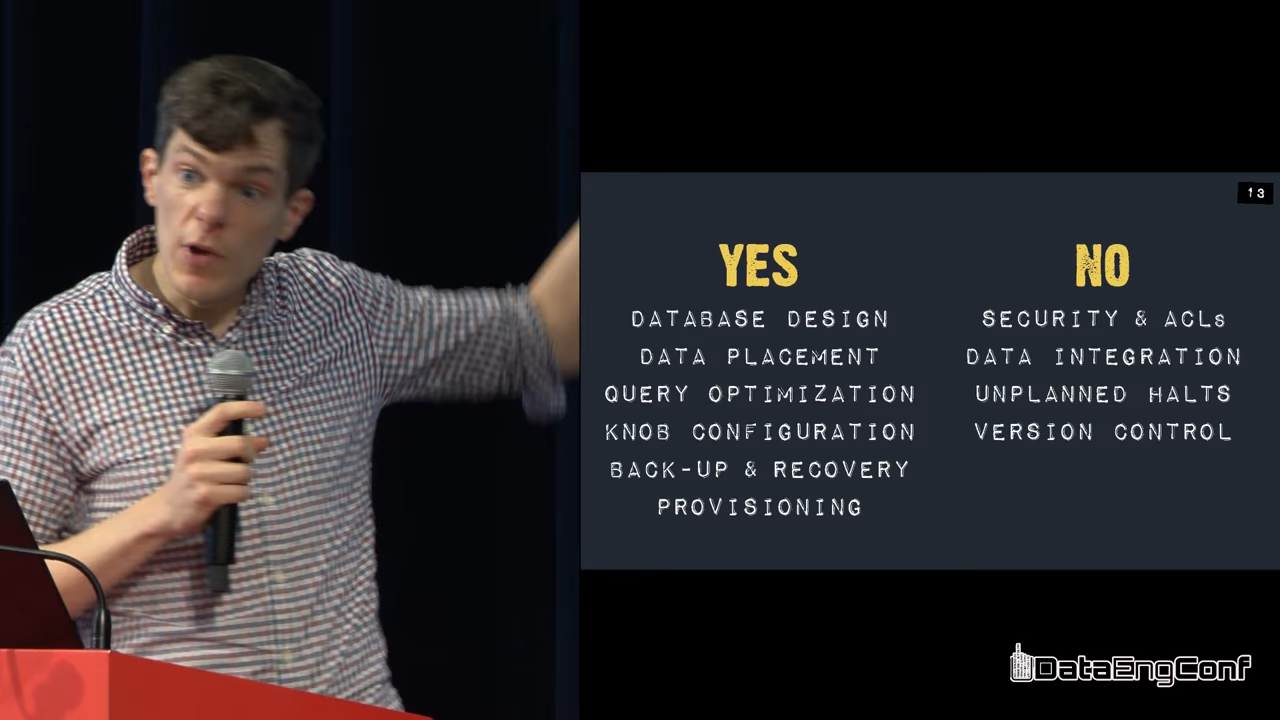 13
YES
DATABASE DESIGN
DATA PLACEMENT
QUERY OPTIMIZATION
KNOB CONFIGURATION
BACK-UP & RECOVERY
PROVISIONING
NO
SECURITY & ACLs
DATA INTEGRATION
UNPLANNED HALTS
VERSION CONTROL
DataEngConf